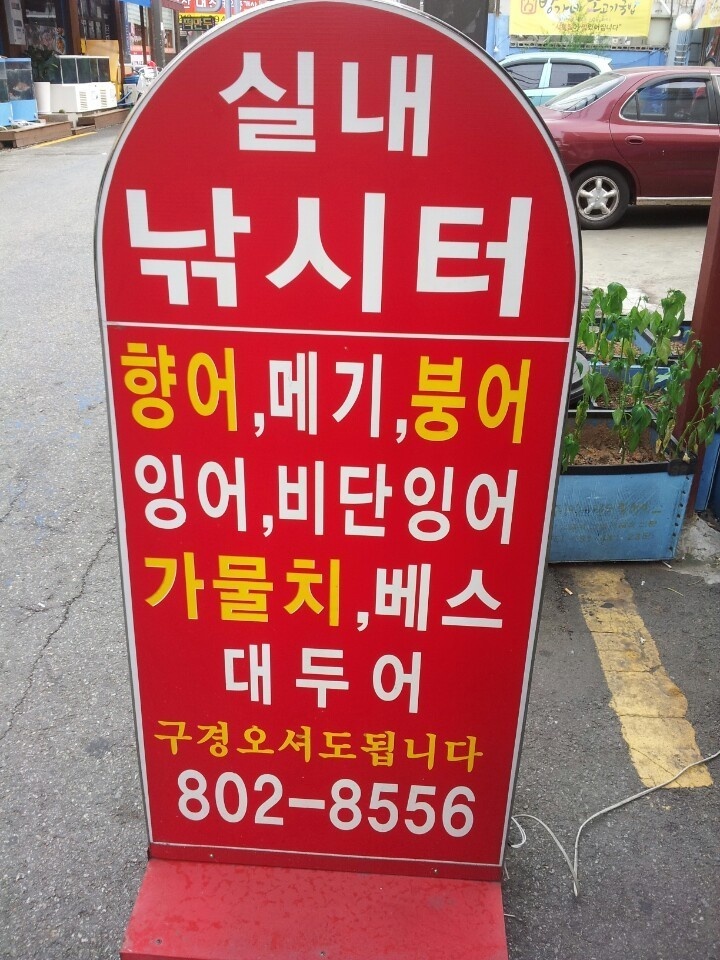 실내
낚시터
향어,메기,붕어
잉어,비단잉어
가물치,베스
대두어
구경오셔도됩니다
802-8556